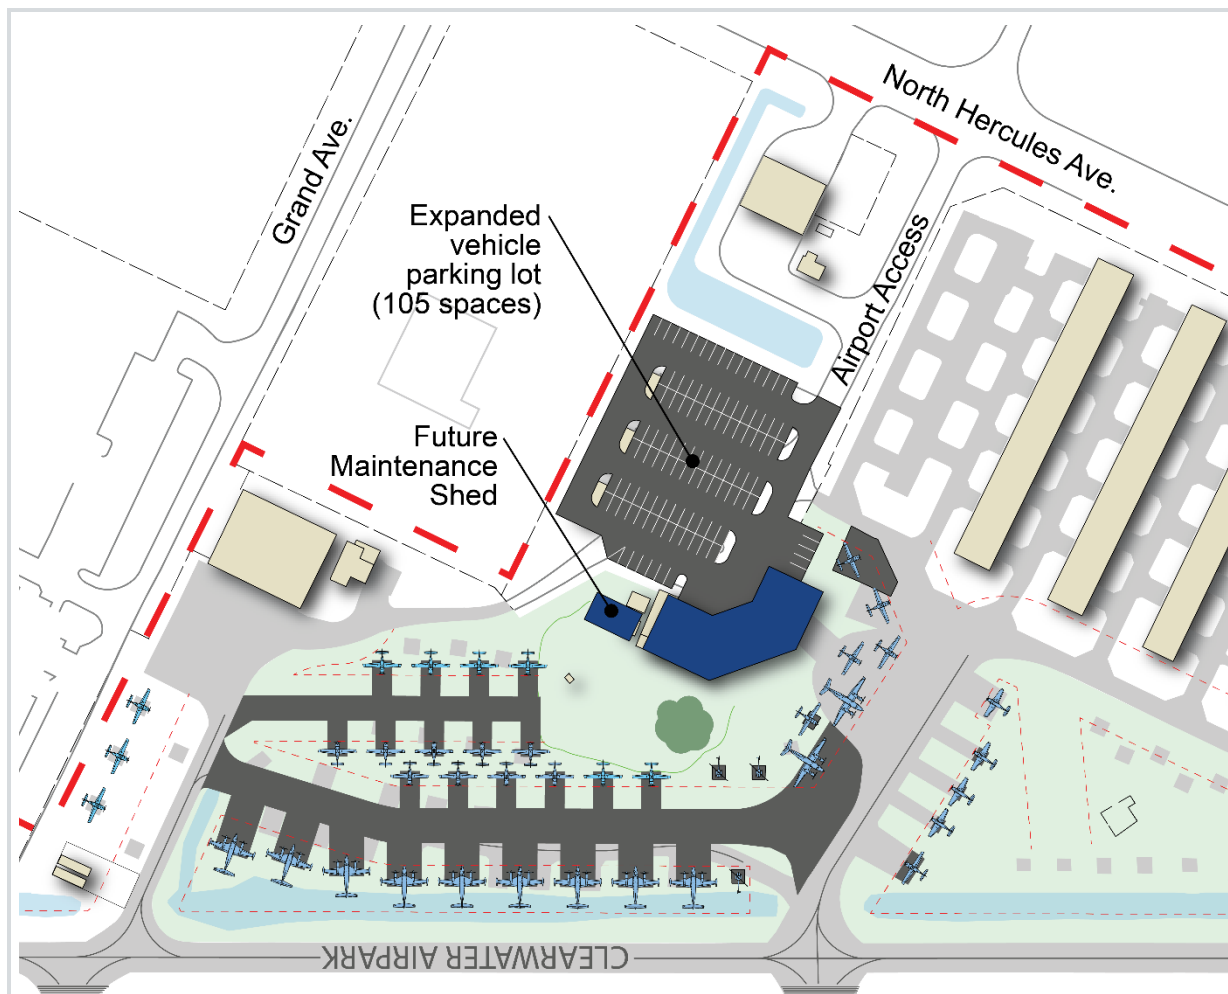 North Hercules Ave.
Grand Ave.
Expanded
vehicle
parking lot
(105 spaces)
Airport Access
Future
Maintenance
Shed
CLEARWATER AIRPARK